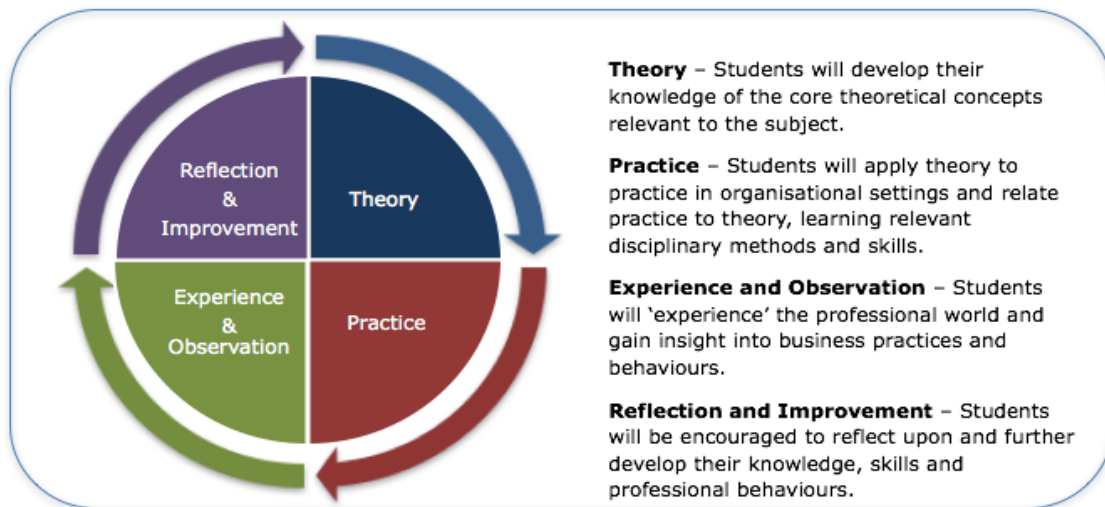 Reflection
&
Improvement
Theory
Experience
&
Observation
Practice
Theory – Students will develop their
knowledge of the core theoretical concepts
relevant to the subject.
Practice – Students will apply theory to
practice in organisational settings and relate
practice to theory, learning relevant
disciplinary methods and skills.
Experience and Observation – Students
will ‘experience’ the professional world and
gain insight into business practices and
behaviours.
Reflection and Improvement – Students
will be encouraged to reflect upon and further
develop their knowledge, skills and
professional behaviours.